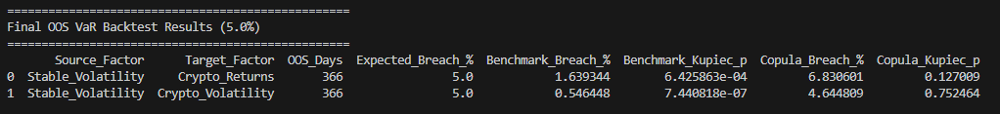 ==================================================
Final OOS VaR Backtest Results (5.0%)
==================================================
Source_Factor Target_Factor OOS_Days Expected_Breach_% Benchmark_Breach_% Benchmark_Kupiec_p Copula_Breach_% Copula_Kupiec_p
0 Stable_Volatility Crypto_Returns 366 5.0 1.639344 6.425863e-04 6.830601 0.127009
1 Stable_Volatility Crypto_Volatility 366 5.0 0.546448 7.440818e-07 4.644809 0.752464